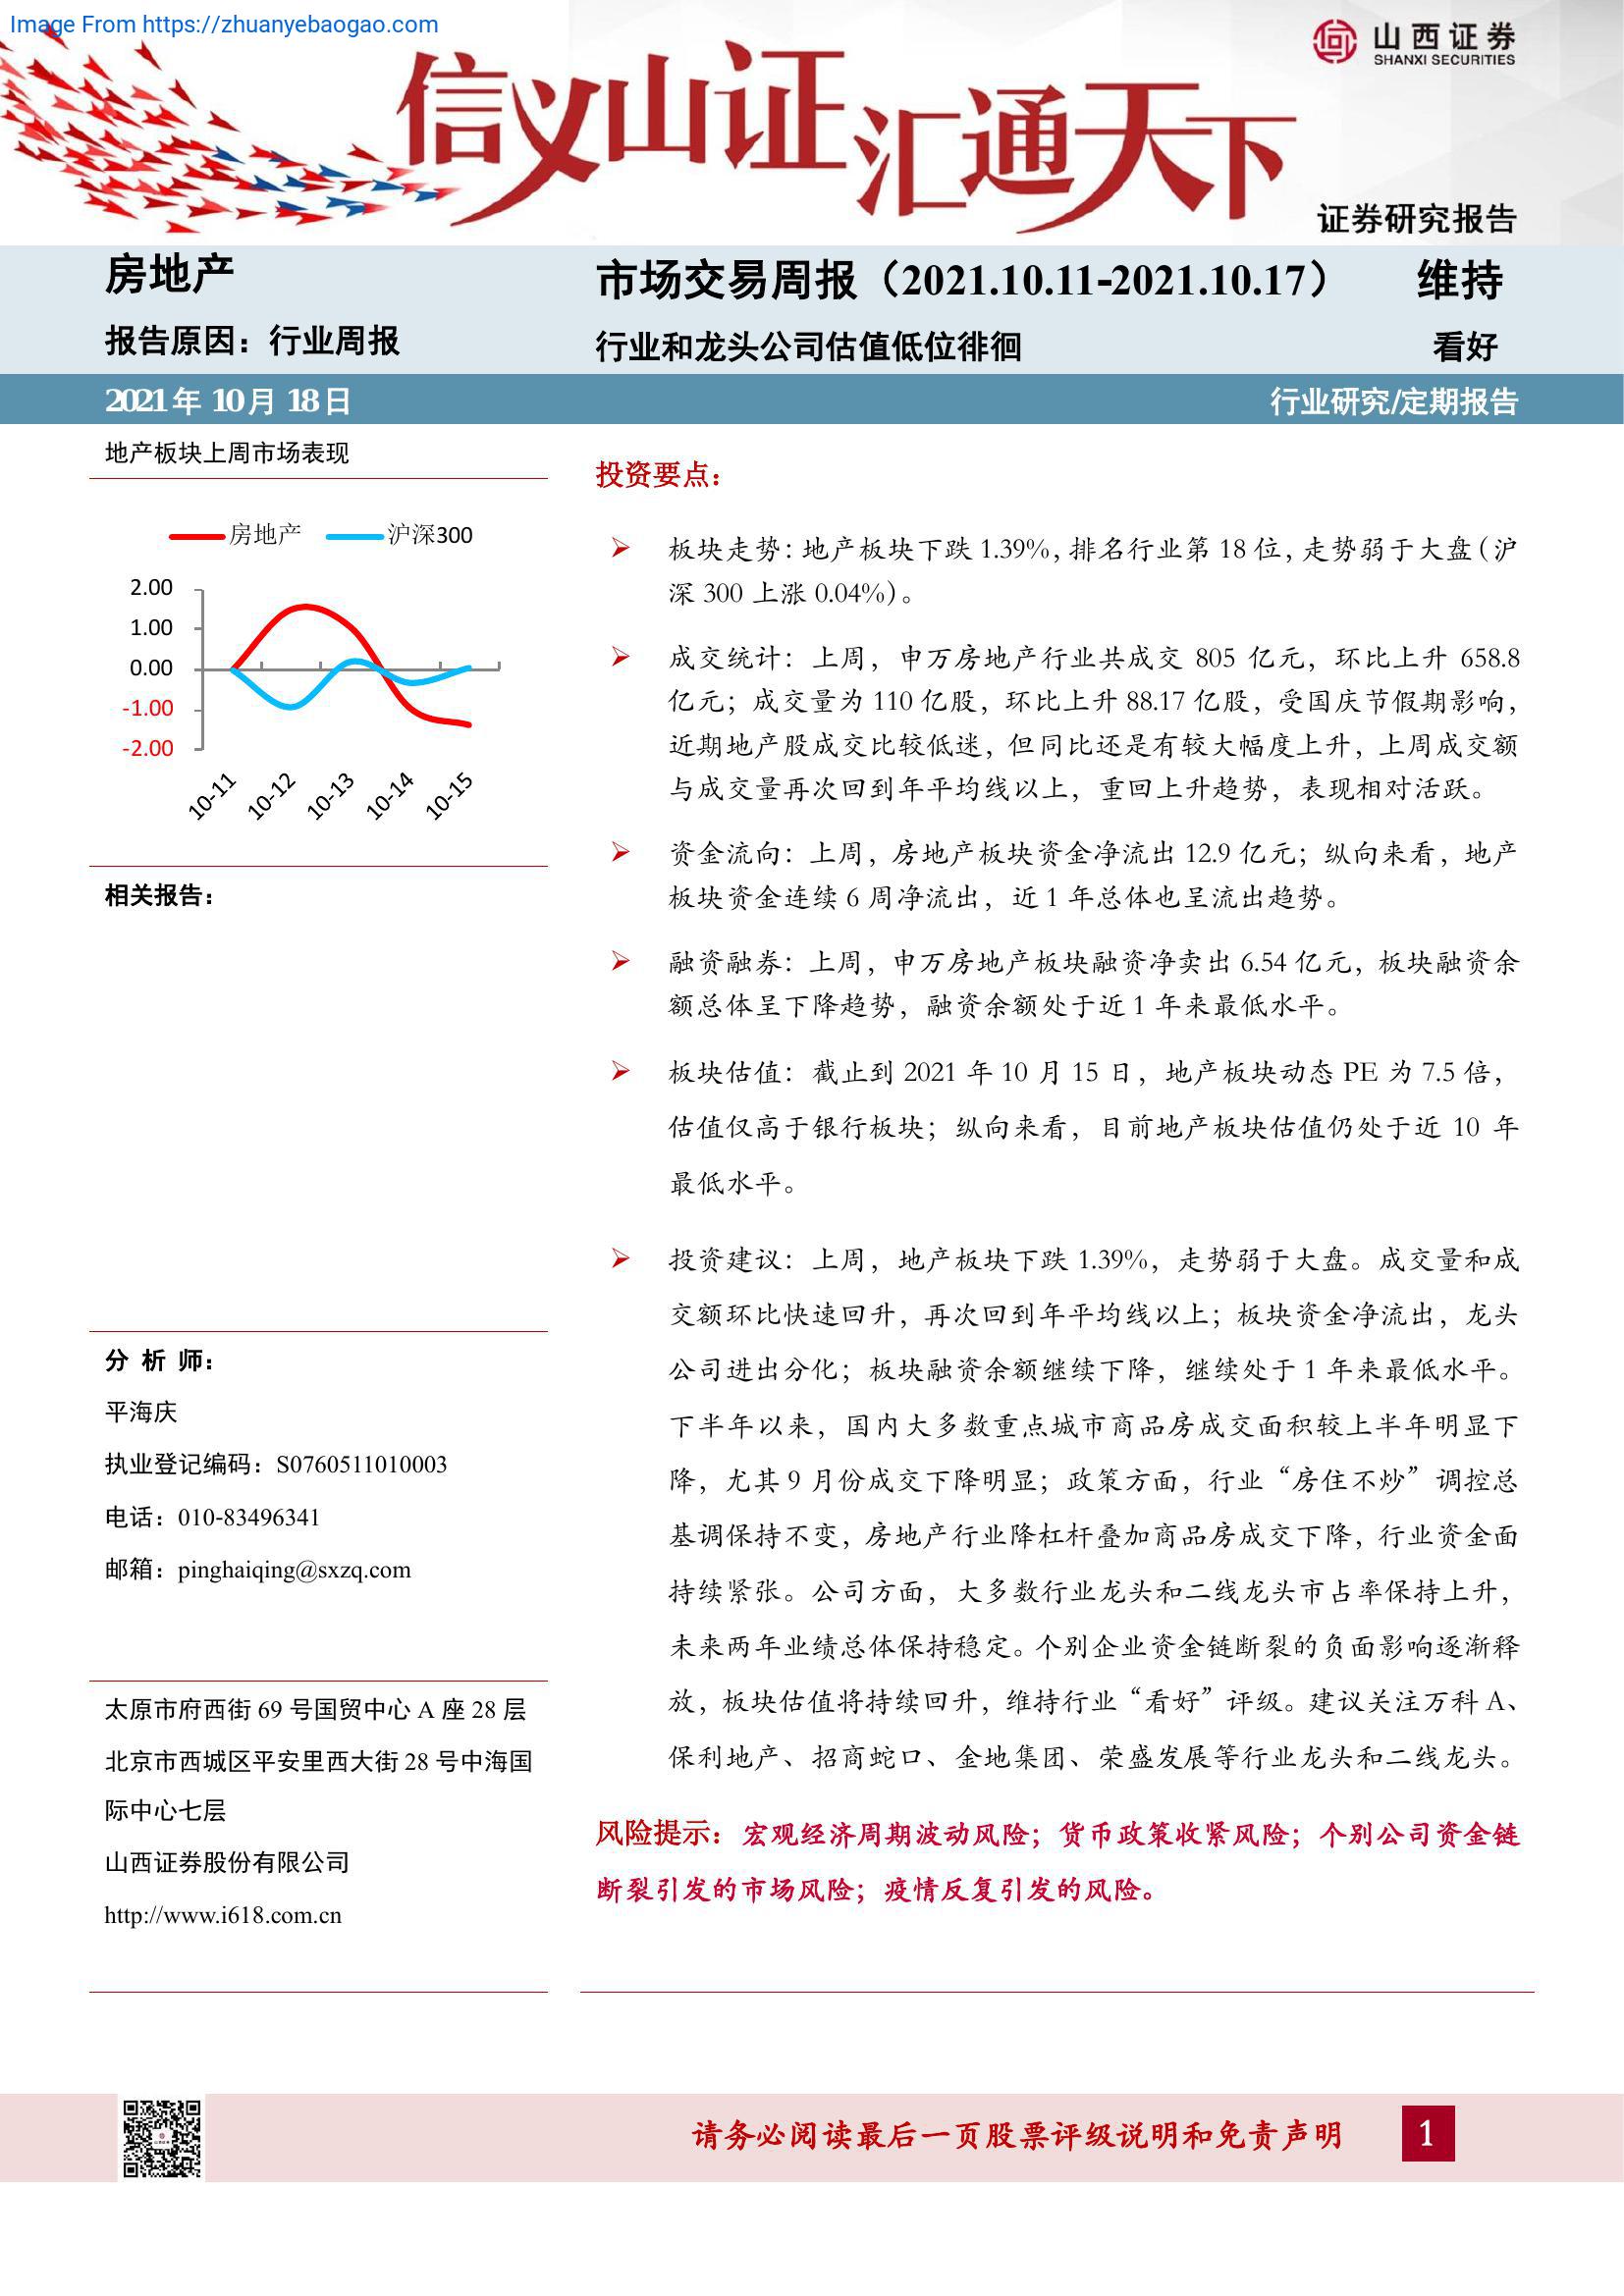 Image From https://zhuanyebaogao.com
山西证券
SHANXI SECURITIES
信义山证汇通天下
证券研究报告
房地产
报告原因：行业周报
市场交易周报（2021.10.11-2021.10.17）
维持
行业和龙头公司估值低位徘徊
看好
2021年10月18日
行业研究/定期报告
地产板块上周市场表现
房地产 沪深300
2.00
1.00
0.00
-1.00
-2.00
10-11 10-12 10-13 10-14 10-15
相关报告：
分 析 师：
平海庆
执业登记编码：S0760511010003
电话：010-83496341
邮箱：pinghaiqing@sxzq.com
太原市府西街 69 号国贸中心 A 座 28 层
北京市西城区平安里西大街 28 号中海国
际中心七层
山西证券股份有限公司
http://www.i618.com.cn
投资要点：
板块走势：地产板块下跌 1.39%，排名行业第 18 位，走势弱于大盘（沪
深 300 上涨 0.04%）。
成交统计：上周，申万房地产行业共成交 805 亿元，环比上升 658.8
亿元；成交量为 110 亿股，环比上升 88.17 亿股，受国庆节假期影响，
近期地产股成交比较低迷，但同比还是有较大幅度上升，上周成交额
与成交量再次回到年平均线以上，重回上升趋势，表现相对活跃。
资金流向：上周，房地产板块资金净流出 12.9 亿元；纵向来看，地产
板块资金连续 6 周净流出，近 1 年总体也呈流出趋势。
融资融券：上周，申万房地产板块融资净卖出 6.54 亿元，板块融资余
额总体呈下降趋势，融资余额处于近 1 年来最低水平。
板块估值：截止到 2021 年 10 月 15 日，地产板块动态 PE 为 7.5 倍，
估值仅高于银行板块；纵向来看，目前地产板块估值仍处于近 10 年
最低水平。
投资建议：上周，地产板块下跌 1.39%，走势弱于大盘。成交量和成
交额环比快速回升，再次回到年平均线以上；板块资金净流出，龙头
公司进出分化；板块融资余额继续下降，继续处于 1 年来最低水平。
下半年以来，国内大多数重点城市商品房成交面积较上半年明显下
降，尤其 9 月份成交下降明显；政策方面，行业“房住不炒”调控总
基调保持不变，房地产行业降杠杆叠加商品房成交下降，行业资金面
持续紧张。公司方面，大多数行业龙头和二线龙头市占率保持上升，
未来两年业绩总体保持稳定。个别企业资金链断裂的负面影响逐渐释
放，板块估值将持续回升，维持行业“看好”评级。建议关注万科 A、
保利地产、招商蛇口、金地集团、荣盛发展等行业龙头和二线龙头。
风险提示：宏观经济周期波动风险；货币政策收紧风险；个别公司资金链
断裂引发的市场风险；疫情反复引发的风险。
请务必阅读最后一页股票评级说明和免责声明
1